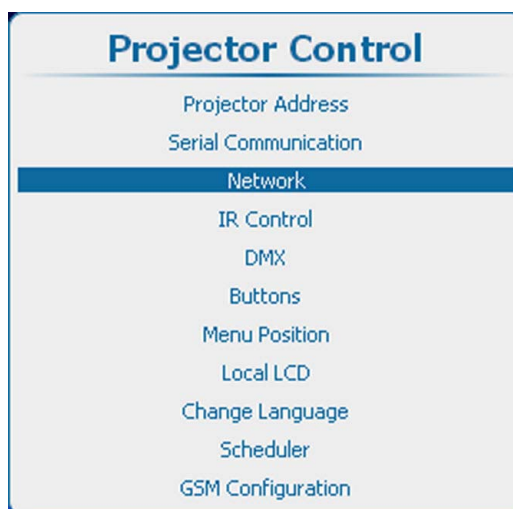 Projector Control
Projector Address
Serial Communication
Network
IR Control
DMX
Buttons
Menu Position
Local LCD
Change Language
Scheduler
GSM Configuration